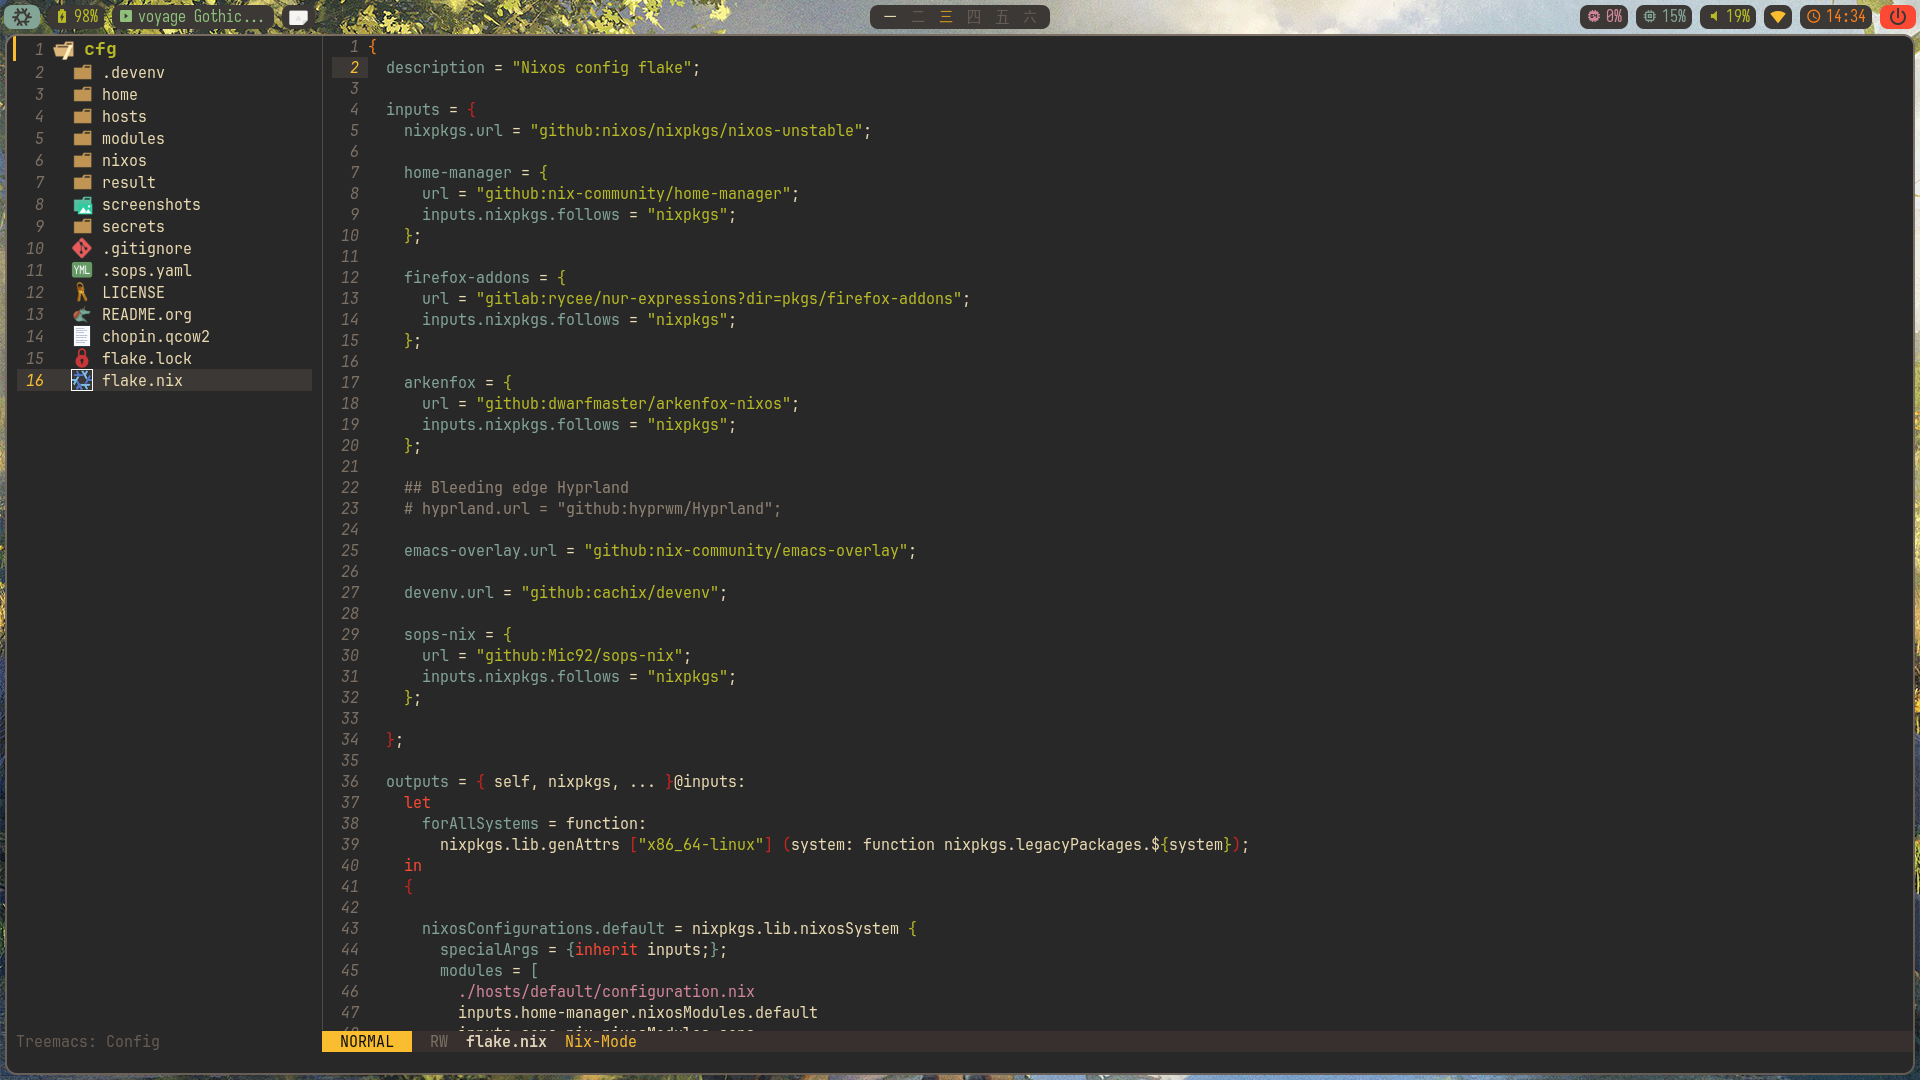 98%
voyage Gothic...
一 二 三 四 五 六
0%
15%
19%
14:34
1 cfg
2 .devenv
3 home
4 hosts
5 modules
6 nixos
7 result
8 screenshots
9 secrets
10 .gitignore
11 YML .sops.yaml
12 LICENSE
13 README.org
14 chopin.qcow2
15 flake.lock
16 flake.nix
Treemacs: Config
1 {
2 description = "Nixos config flake";
3
4 inputs = {
5 nixpkgs.url = "github:nixos/nixpkgs/nixos-unstable";
6
7 home-manager = {
8 url = "github:nix-community/home-manager";
9 inputs.nixpkgs.follows = "nixpkgs";
10 };
11
12 firefox-addons = {
13 url = "gitlab:rycee/nur-expressions?dir=pkgs/firefox-addons";
14 inputs.nixpkgs.follows = "nixpkgs";
15 };
16
17 arkenfox = {
18 url = "github:dwarfmaster/arkenfox-nixos";
19 inputs.nixpkgs.follows = "nixpkgs";
20 };
21
22 ## Bleeding edge Hyprland
23 # hyprland.url = "github:hyprwm/Hyprland";
24
25 emacs-overlay.url = "github:nix-community/emacs-overlay";
26
27 devenv.url = "github:cachix/devenv";
28
29 sops-nix = {
30 url = "github:Mic92/sops-nix";
31 inputs.nixpkgs.follows = "nixpkgs";
32 };
33
34 };
35
36 outputs = { self, nixpkgs, ... }@inputs:
37 let
38 forAllSystems = function:
39 nixpkgs.lib.genAttrs ["x86_64-linux"] (system: function nixpkgs.legacyPackages.${system});
40 in
41 {
42
43 nixosConfigurations.default = nixpkgs.lib.nixosSystem {
44 specialArgs = {inherit inputs;};
45 modules = [
46 ./hosts/default/configuration.nix
47 inputs.home-manager.nixosModules.default
NORMAL RW flake.nix Nix-Mode